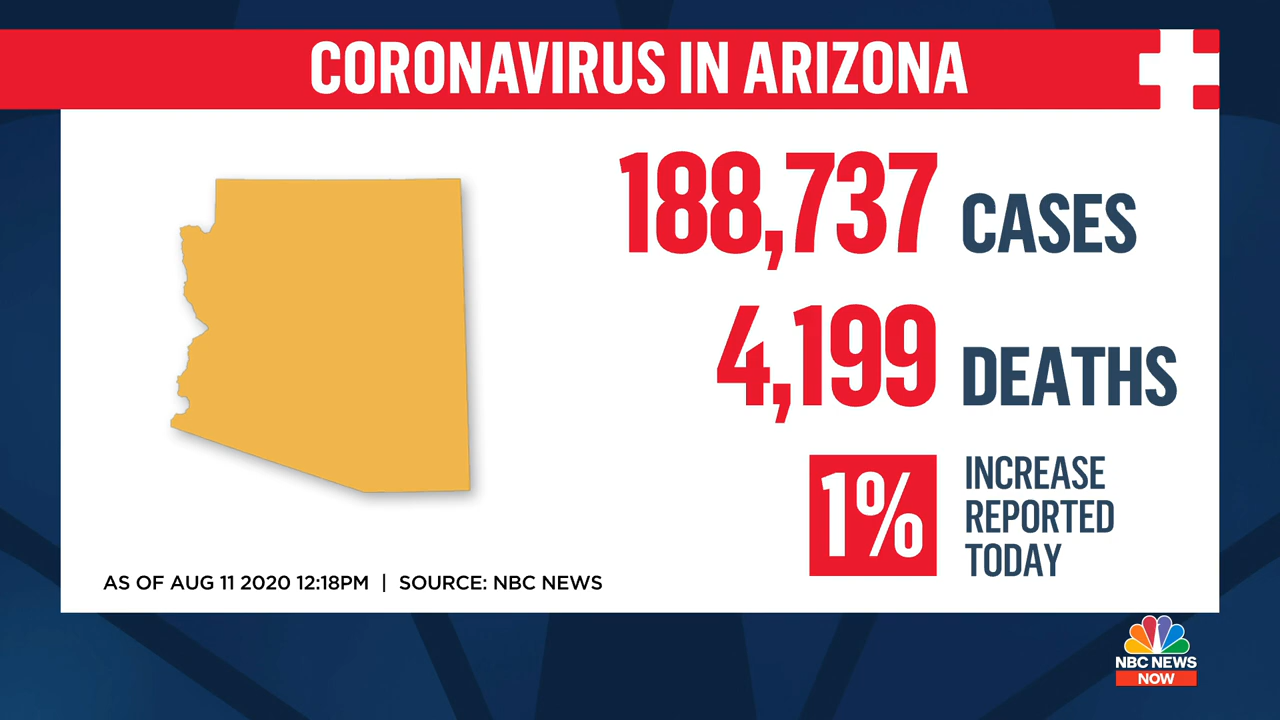 CORONAVIRUS IN ARIZONA
188,737 CASES
4,199 DEATHS
1% INCREASE
REPORTED
TODAY
AS OF AUG 11 2020 12:18PM | SOURCE: NBC NEWS
NBC NEWS
NOW